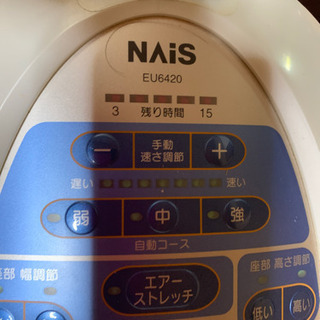 NAiS
EU6420
3 残り時間 15
− 手動 +
速さ調節
遅い 速い
弱 中 強
自動コース
部 幅調節 座部 高さ調節
エアー
ストレッチ
低い 高い